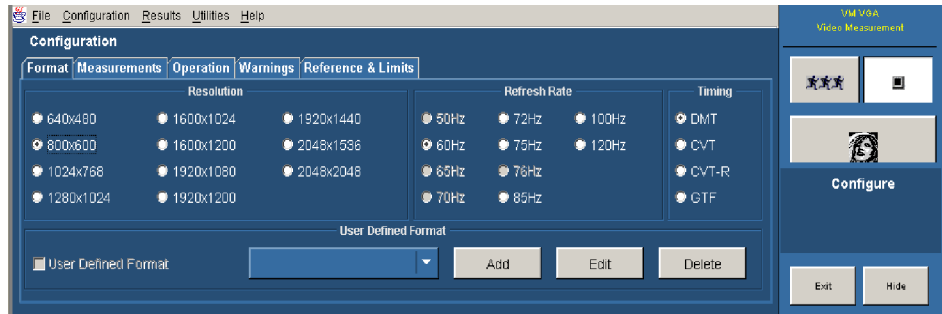 File Configuration Results Utilities Help
Configuration
Format Measurements Operation Warnings Reference & Limits
Resolution
640x480 1600x1024 1920x1440
800x600 1600x1200 2048x1536
1024x768 1920x1080 2048x2048
1280x1024 1920x1200
Refresh Rate
50Hz 72Hz 100Hz
60Hz 75Hz 120Hz
65Hz 76Hz
70Hz 85Hz
Timing
DMT
CVT
CVT-R
GTF
User Defined Format
User Defined Format Add Edit Delete
VM VGA
Video Measurement
Configure
Exit Hide